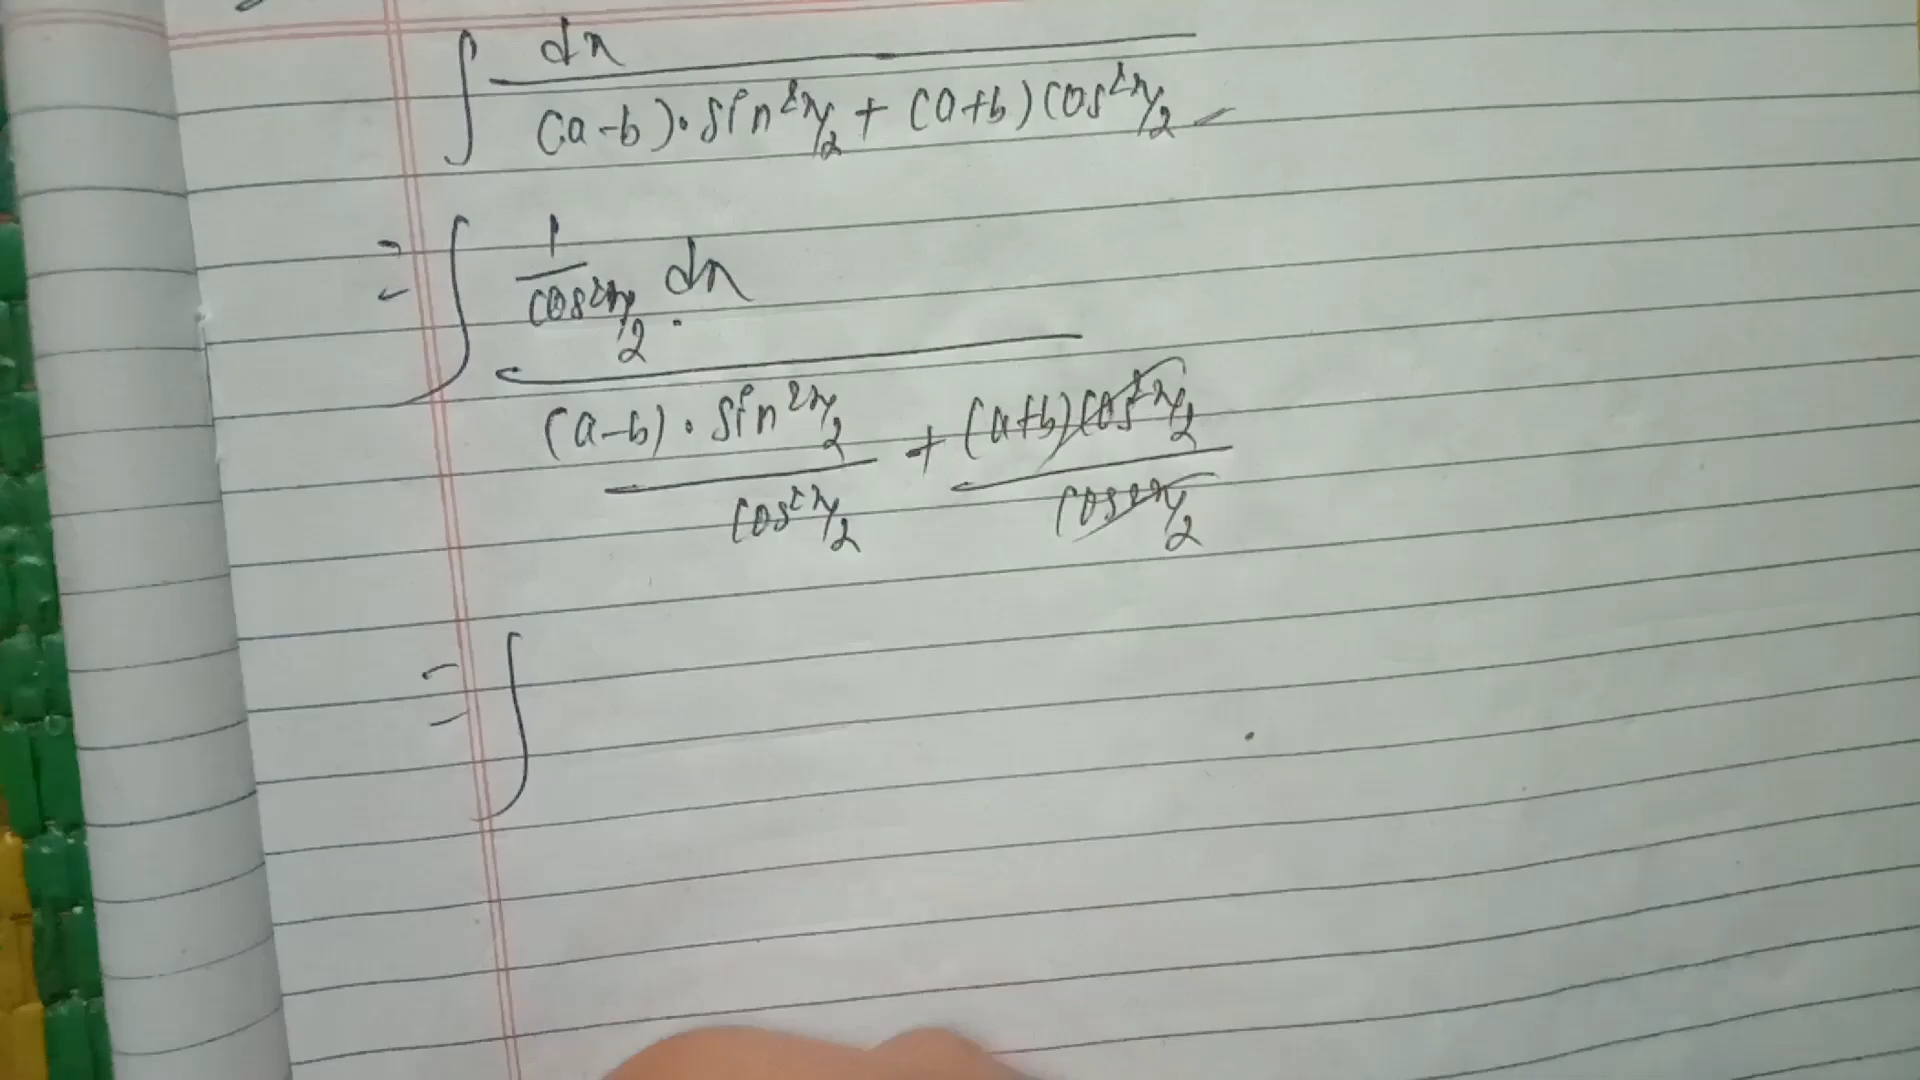 ∫ dx / ((a-b)·sin²x/2 + (a+b)cos²x/2)
= ∫ (1/cos²x/2) dx / ((a-b)·sin²x/2 / cos²x/2 + (a+b)cos²x/2 / cos²x/2)
= ∫